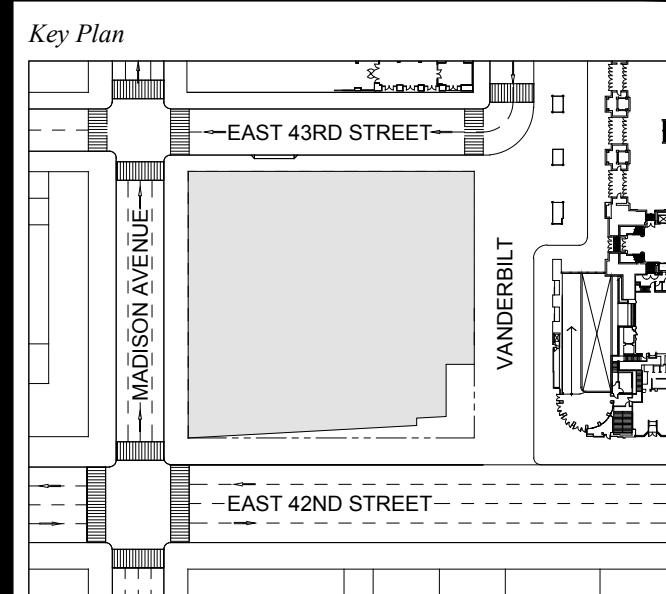 Key Plan
EAST 43RD STREET
MADISON AVENUE
VANDERBILT
EAST 42ND STREET